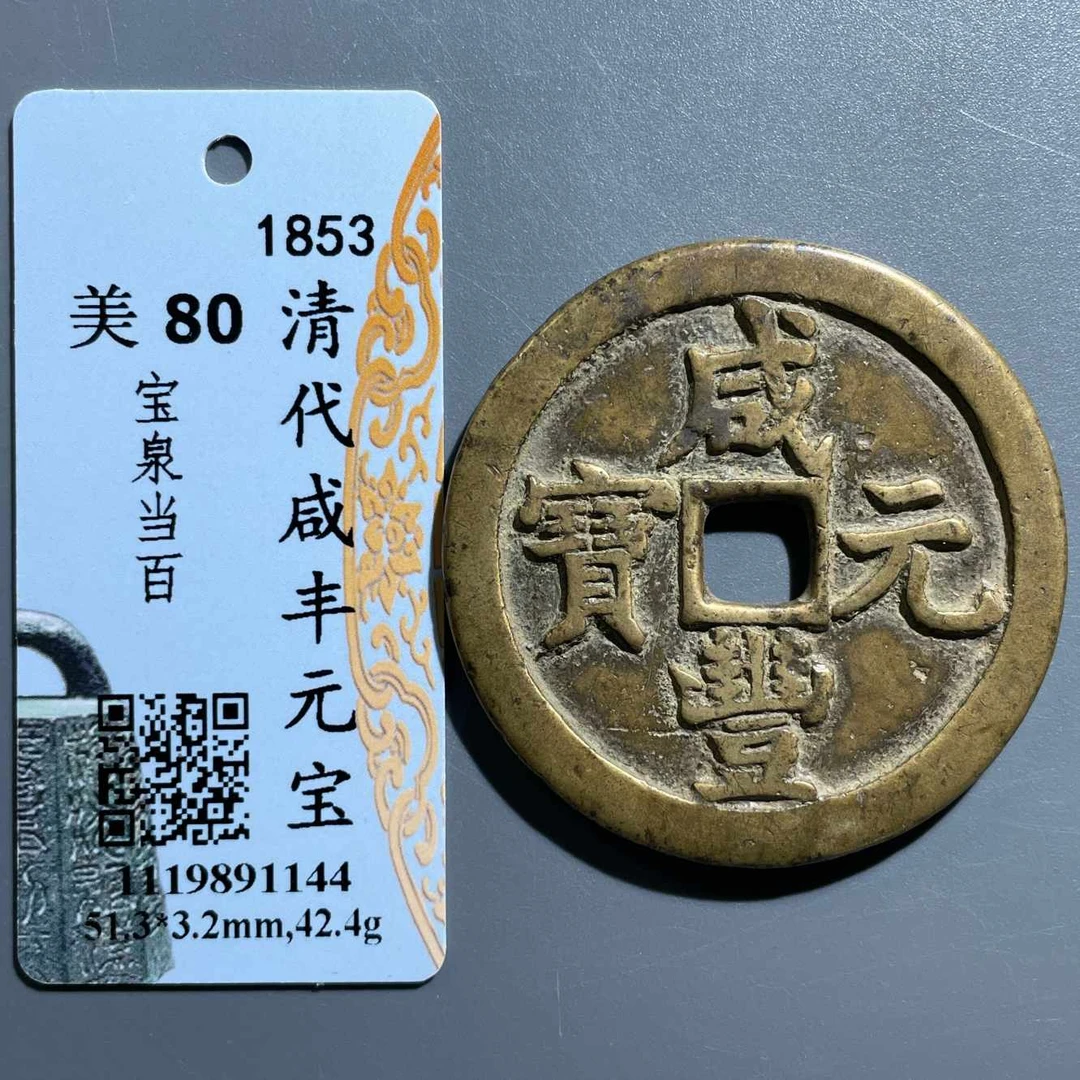 1853
清代咸丰元宝
美 80
宝泉当百
1119891144
51.3*3.2mm,42.4g
咸豐元寶